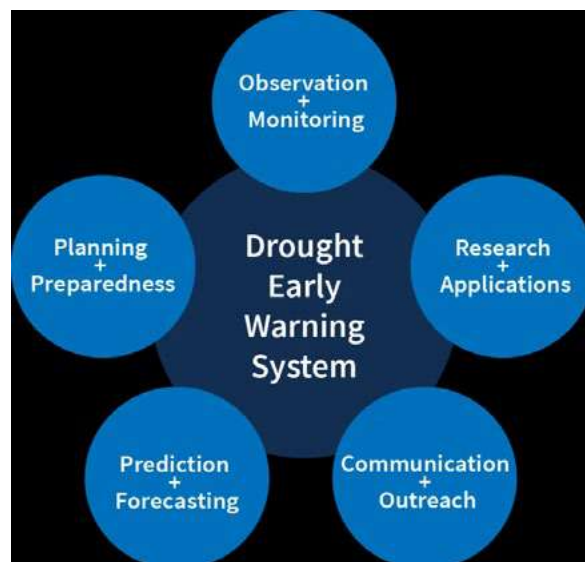 Observation
+
Monitoring
Planning
+
Preparedness
Drought
Early
Warning
System
Research
+
Applications
Prediction
+
Forecasting
Communication
+
Outreach